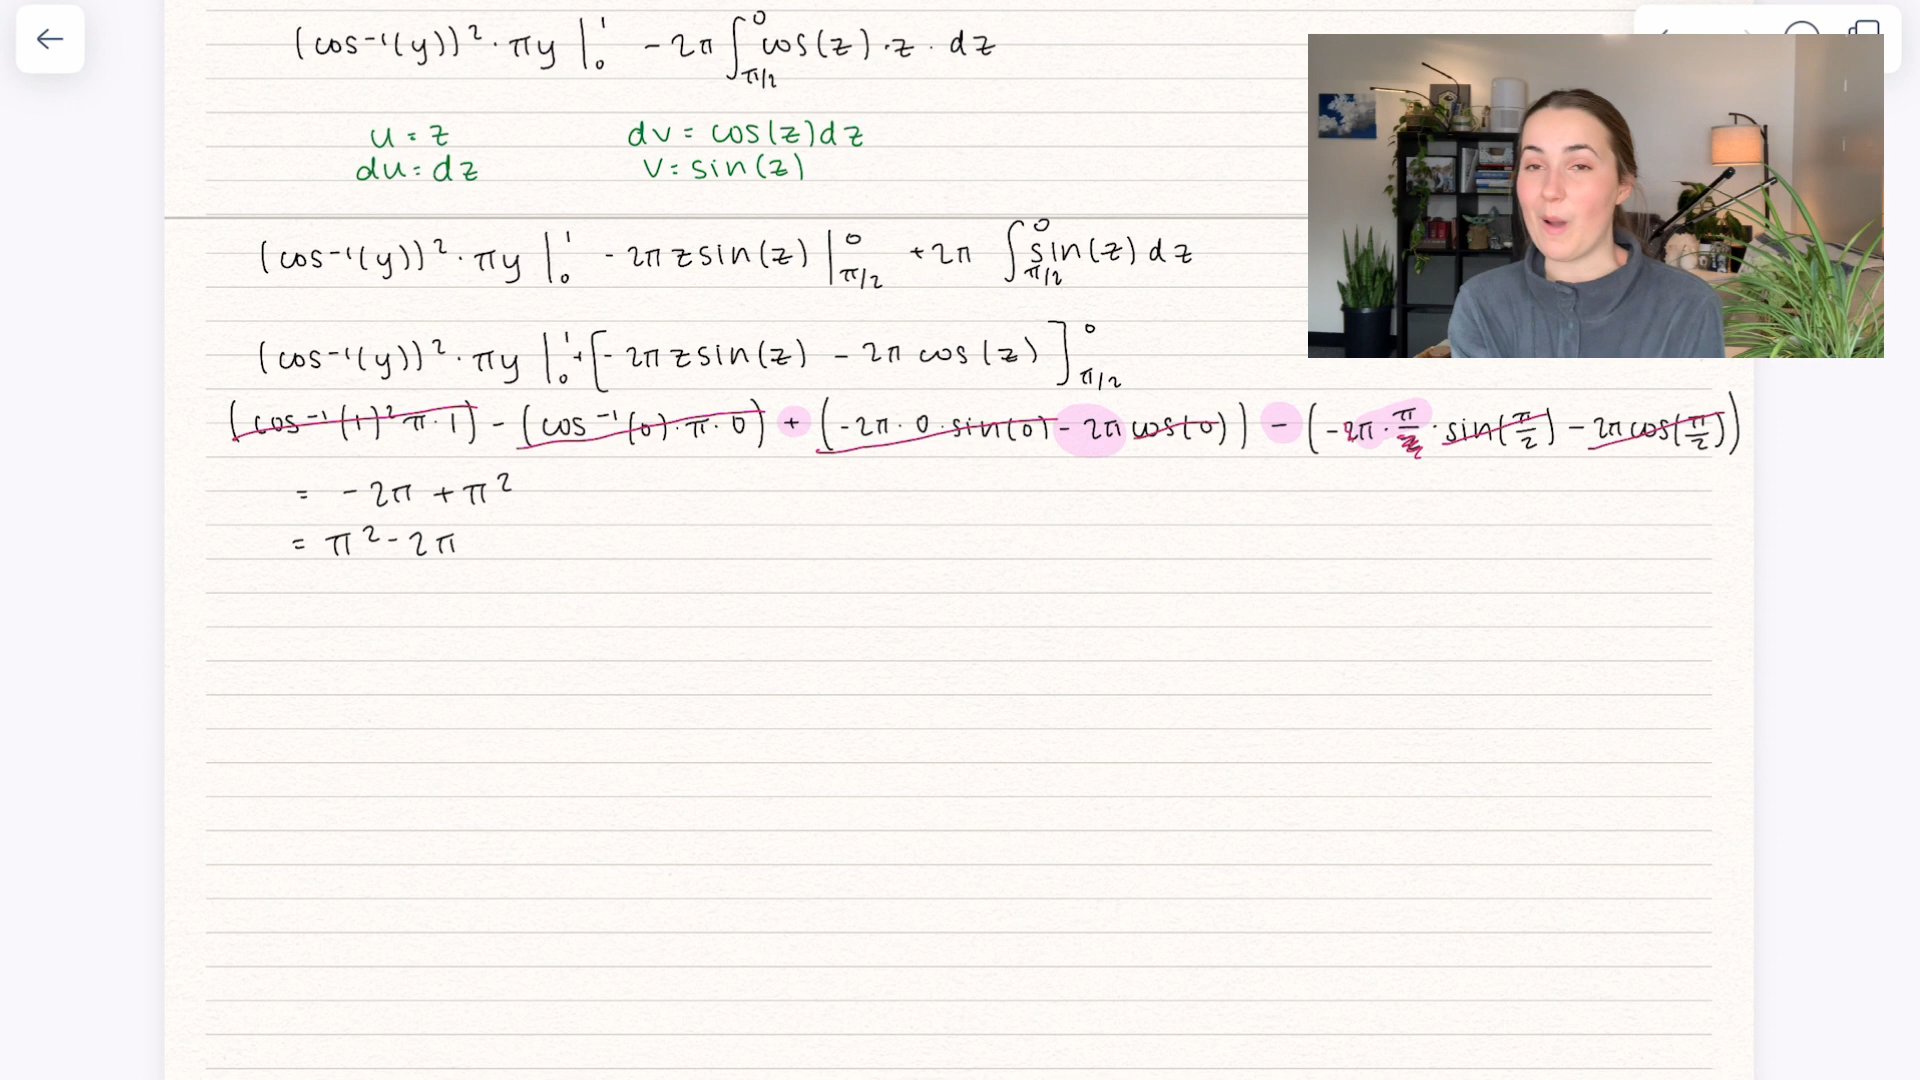 (cos⁻¹(y))² · πy |₀¹ - 2π ∫_{π/2}^{0} cos(z) · z · dz
u = z dv = cos(z)dz
du = dz v = sin(z)
(cos⁻¹(y))² · πy |₀¹ - 2π z sin(z) |_{π/2}^{0} + 2π ∫_{π/2}^{0} sin(z) dz
(cos⁻¹(y))² · πy |₀¹ + [- 2π z sin(z) - 2π cos(z)]_{π/2}^{0}
(cos⁻¹(1)² π · 1) - (cos⁻¹(0) · π · 0) + (-2π · 0 · sin(0) - 2π cos(0)) - (-2π · π/2 · sin(π/2) - 2π cos(π/2))
= - 2π + π²
= π² - 2π